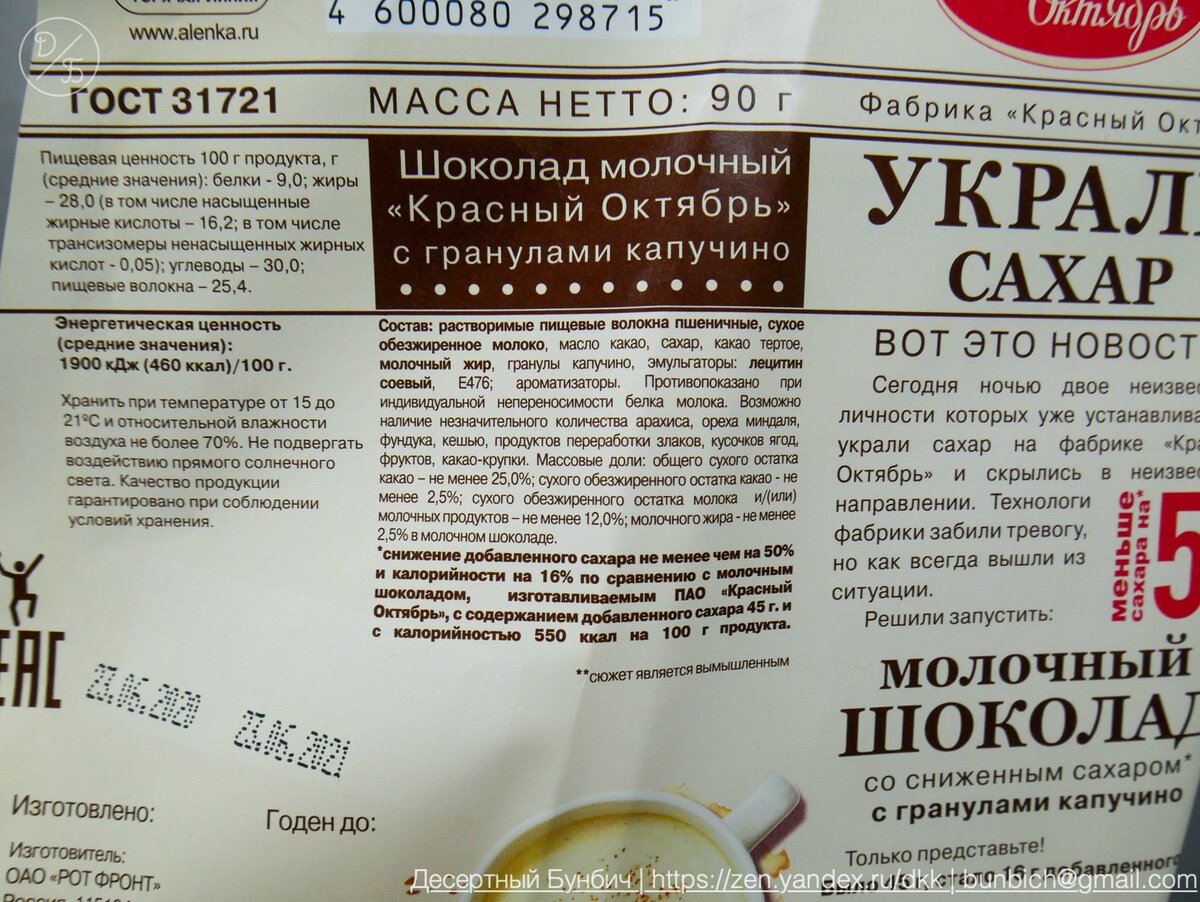 Д/Б
ГОРЯЧАЯ ЛИНИЯ
www.alenka.ru
4 600080 298715
Октябрь
ГОСТ 31721
МАССА НЕТТО: 90 г
Фабрика «Красный Окт
Пищевая ценность 100 г продукта, г
(средние значения): белки - 9,0; жиры
– 28,0 (в том числе насыщенные
жирные кислоты – 16,2; в том числе
трансизомеры ненасыщенных жирных
кислот - 0,05); углеводы – 30,0;
пищевые волокна – 25,4.
Шоколад молочный
«Красный Октябрь»
с гранулами капучино
Энергетическая ценность
(средние значения):
1900 кДж (460 ккал)/100 г.
Хранить при температуре от 15 до
21°С и относительной влажности
воздуха не более 70%. Не подвергать
воздействию прямого солнечного
света. Качество продукции
гарантировано при соблюдении
условий хранения.
Состав: растворимые пищевые волокна пшеничные, сухое
обезжиренное молоко, масло какао, сахар, какао тертое,
молочный жир, гранулы капучино, эмульгаторы: лецитин
соевый, Е476; ароматизаторы. Противопоказано при
индивидуальной непереносимости белка молока. Возможно
наличие незначительного количества арахиса, ореха миндаля,
фундука, кешью, продуктов переработки злаков, кусочков ягод,
фруктов, какао-крупки. Массовые доли: общего сухого остатка
какао – не менее 25,0%; сухого обезжиренного остатка какао - не
менее 2,5%; сухого обезжиренного остатка молока и/(или)
молочных продуктов – не менее 12,0%; молочного жира - не менее
2,5% в молочном шоколаде.
*снижение добавленного сахара не менее чем на 50%
и калорийности на 16% по сравнению с молочным
шоколадом, изготавливаемым ПАО «Красный
Октябрь», с содержанием добавленного сахара 45 г. и
с калорийностью 550 ккал на 100 г продукта.
**сюжет является вымышленным
EAC
23.06.2020
23.06.2021
Изготовлено:
Годен до:
Изготовитель:
ОАО «РОТ ФРОНТ»
УКРАЛИ
САХАР
ВОТ ЭТО НОВОСТ
Сегодня ночью двое неизвес
личности которых уже устанавлива
украли сахар на фабрике «Кра
Октябрь» и скрылись в неизвес
направлении. Технологи
фабрики забили тревогу,
но как всегда вышли из
ситуации.
Решили запустить:
меньше
сахара на*
5
МОЛОЧНЫЙ
ШОКОЛАД
со сниженным сахаром*
с гранулами капучино
Только представьте!
Десертный Бунбич | https://zen.yandex.ru/dkk | bunbich@gmail.com